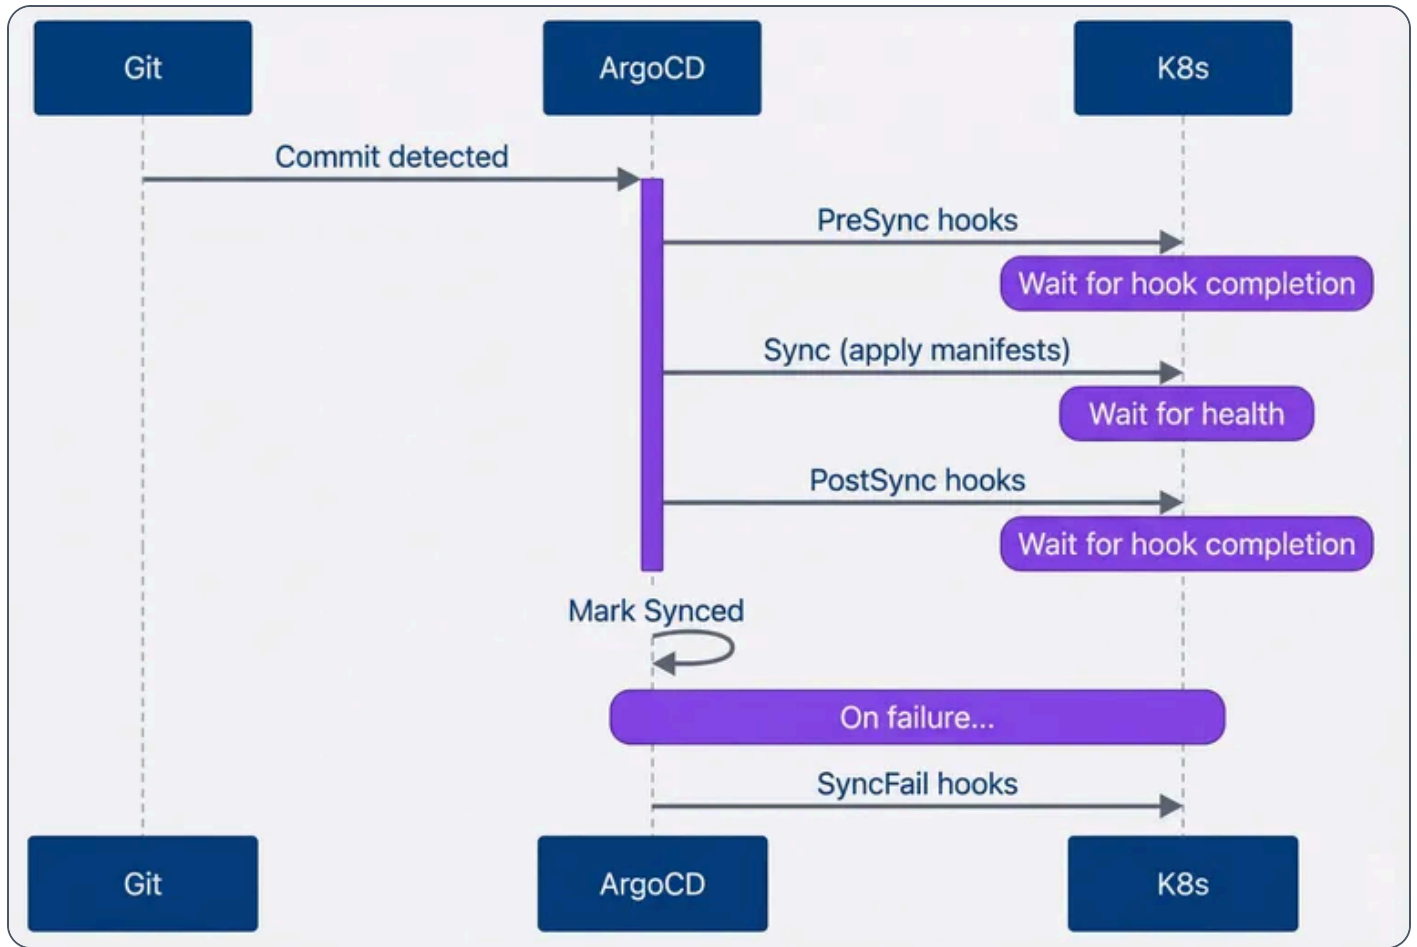 Git
ArgoCD
K8s
Commit detected
PreSync hooks
Wait for hook completion
Sync (apply manifests)
Wait for health
PostSync hooks
Wait for hook completion
Mark Synced
On failure...
SyncFail hooks
Git
ArgoCD
K8s